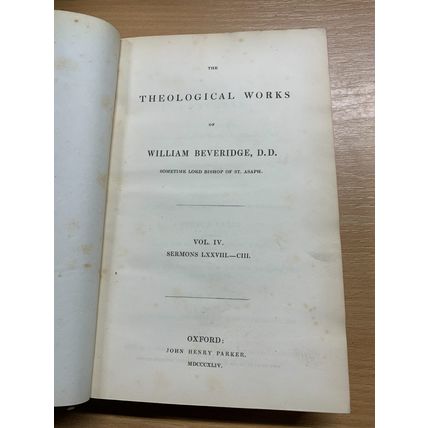 THE
THEOLOGICAL WORKS
OF
WILLIAM BEVERIDGE, D.D.
SOMETIME LORD BISHOP OF ST. ASAPH.
VOL. IV.
SERMONS LXXVIII.—CIII.
OXFORD:
JOHN HENRY PARKER.
MDCCCXLIV.